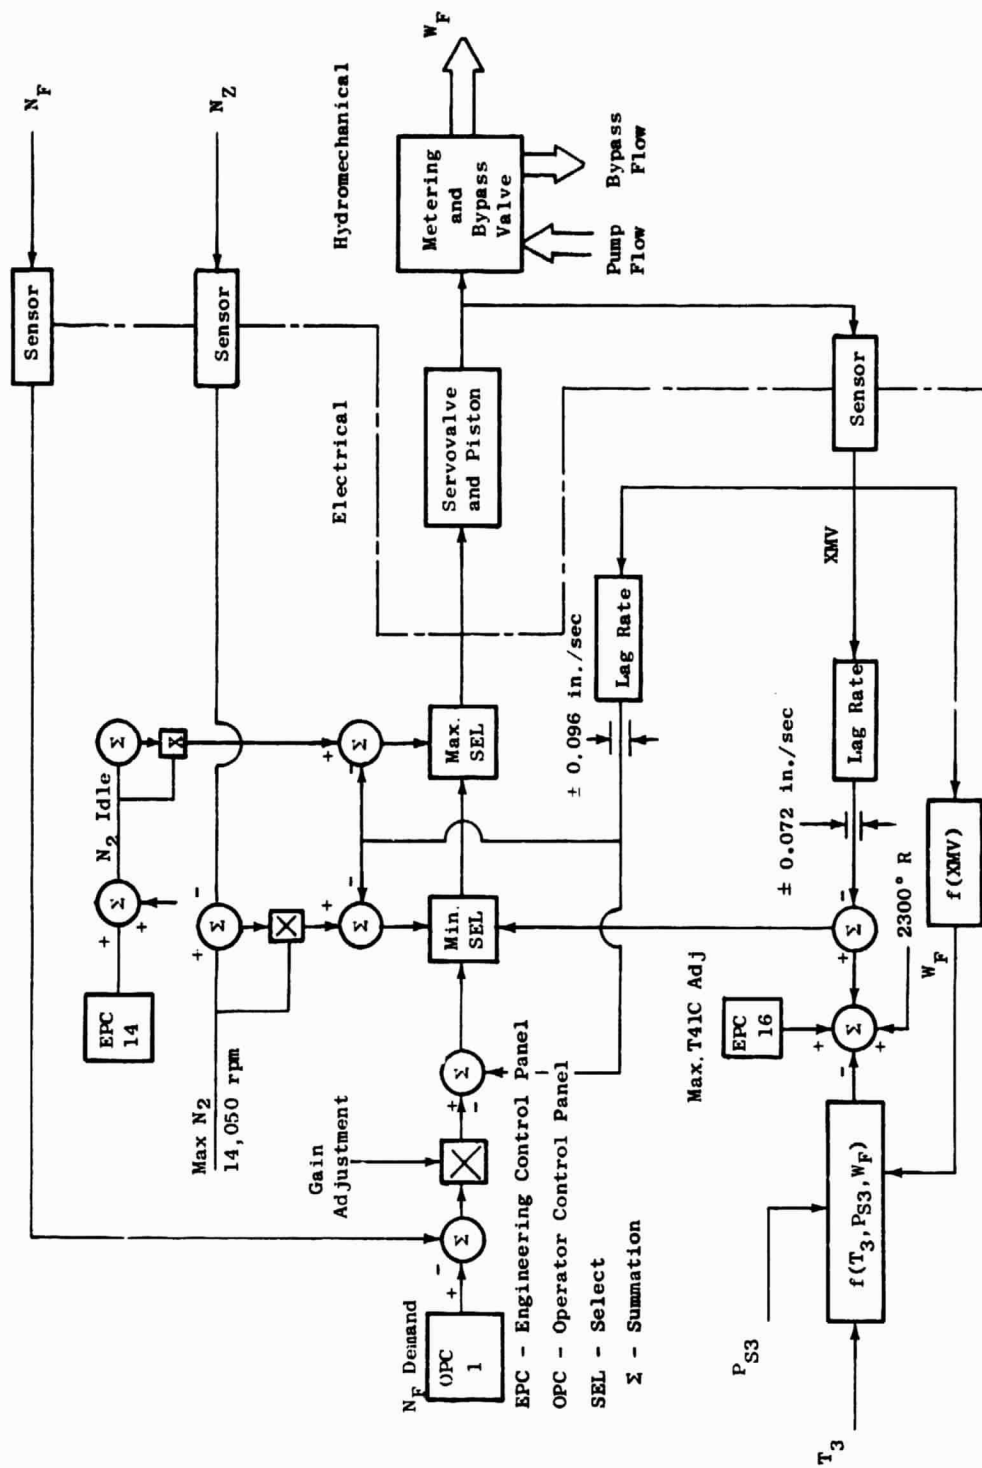 N_F
Sensor
N_Z
Sensor
Hydromechanical
Electrical
W_F
Metering
and
Bypass
Valve
Pump
Flow
Bypass
Flow
Servovalve
and Piston
Sensor
XMV
Lag Rate
± 0.096 in./sec
Lag Rate
± 0.072 in./sec
f(XMV)
W_F
2300° R
Max.
SEL
Min.
SEL
Σ
Σ
Σ
Σ
Σ
Σ
Σ
Σ
Σ
N_2 Idle
EPC
14
Max N_2
14,050 rpm
Gain
Adjustment
N_F Demand
OPC
1
Max. T41C Adj
EPC
16
f(T_3, P_S3, W_F)
P_S3
T_3
EPC - Engineering Control Panel
OPC - Operator Control Panel
SEL - Select
Σ - Summation